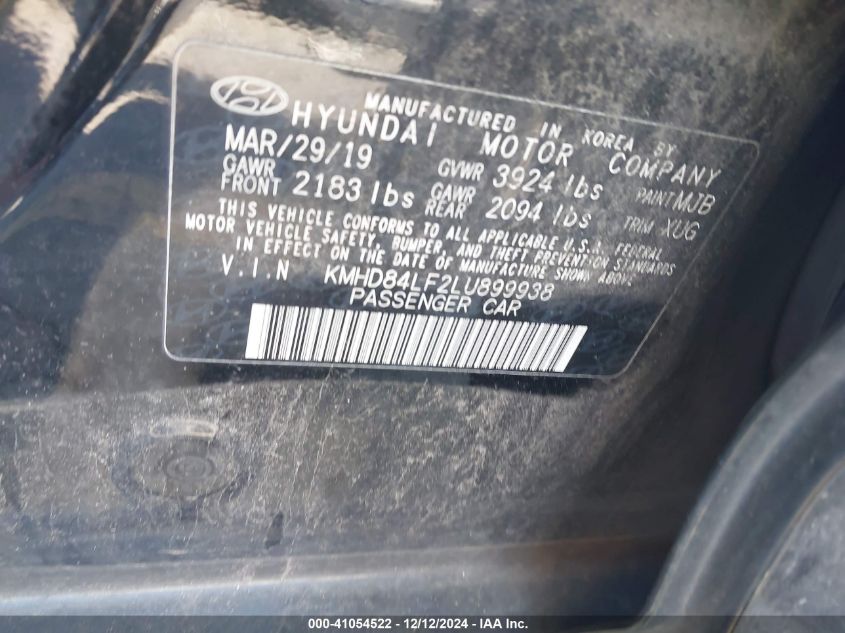 MANUFACTURED IN KOREA BY
HYUNDAI MOTOR COMPANY
MAR/29/19 GVWR 3924 lbs PAINT MJB
GAWR FRONT 2183 lbs GAWR REAR 2094 lbs TRIM XUG
THIS VEHICLE CONFORMS TO ALL APPLICABLE U.S.A. FEDERAL
MOTOR VEHICLE SAFETY, BUMPER, AND THEFT PREVENTION STANDARDS
IN EFFECT ON THE DATE OF MANUFACTURE SHOWN ABOVE
V.I.N KMHD84LF2LU899938
PASSENGER CAR
000-41054522 - 12/12/2024 - IAA Inc.